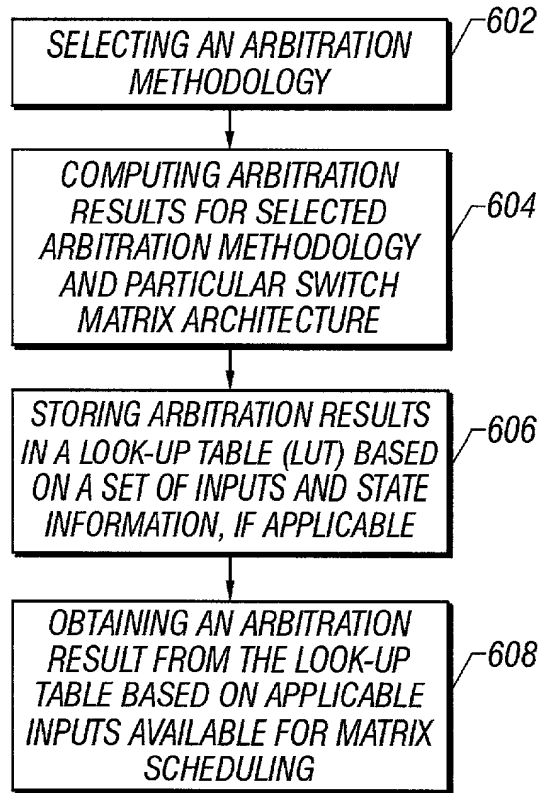 SELECTING AN ARBITRATION
METHODOLOGY
602
COMPUTING ARBITRATION
RESULTS FOR SELECTED
ARBITRATION METHODOLOGY
AND PARTICULAR SWITCH
MATRIX ARCHITECTURE
604
STORING ARBITRATION RESULTS
IN A LOOK-UP TABLE (LUT) BASED
ON A SET OF INPUTS AND STATE
INFORMATION, IF APPLICABLE
606
OBTAINING AN ARBITRATION
RESULT FROM THE LOOK-UP
TABLE BASED ON APPLICABLE
INPUTS AVAILABLE FOR MATRIX
SCHEDULING
608